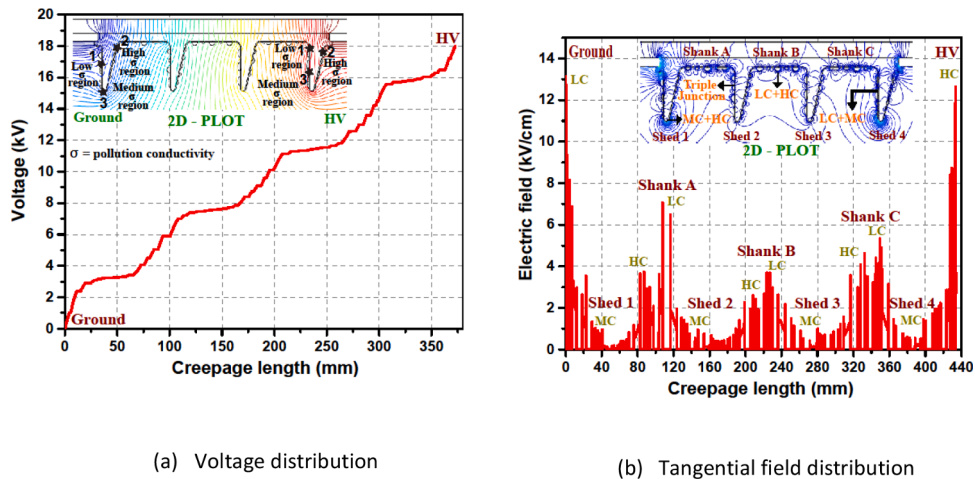 20
18
16
14
12
10
8
6
4
2
0
Voltage (kV)
HV
2
1
Low
σ
region
High
σ
region
Medium
σ
region
3
Low
σ
region
1
2
High
σ
region
Medium
σ
region
3
Ground
2D - PLOT
HV
σ = pollution conductivity
Ground
0 50 100 150 200 250 300 350
Creepage length (mm)
(a) Voltage distribution
14
12
10
8
6
4
2
0
Electric field (kV/cm)
Ground
HV
LC
HC
Shank A Shank B Shank C
Triple
Junction
LC+HC
MC+HC
LC+MC
Shed 1 Shed 2 Shed 3 Shed 4
2D - PLOT
Shank A
LC
HC
Shank B
LC
HC
Shank C
LC
HC
Shed 1 Shed 2 Shed 3 Shed 4
MC MC MC MC
0 40 80 120 160 200 240 280 320 360 400 440
Creepage length (mm)
(b) Tangential field distribution